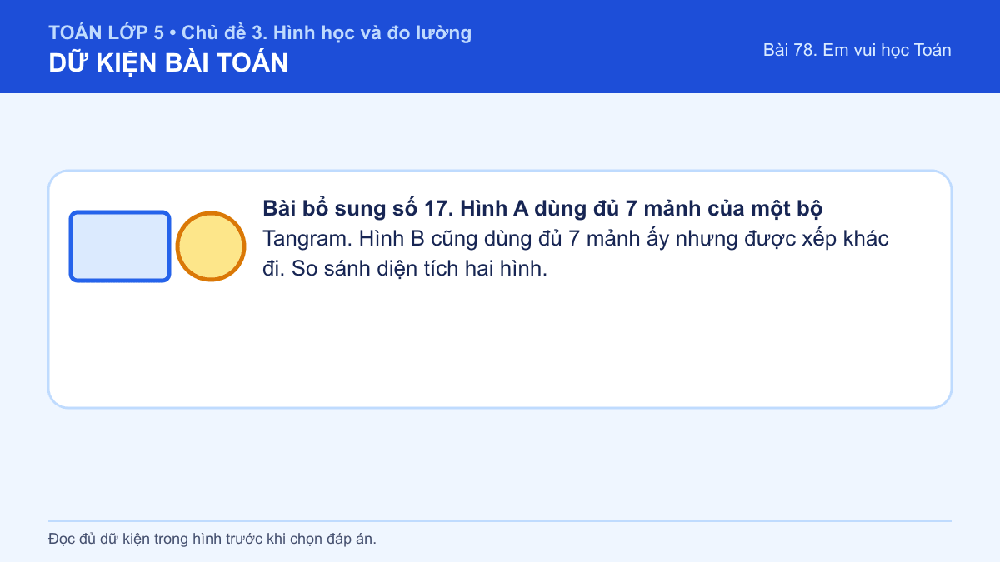 TOÁN LỚP 5 • Chủ đề 3. Hình học và đo lường
DỮ KIỆN BÀI TOÁN
Bài 78. Em vui học Toán
Bài bổ sung số 17. Hình A dùng đủ 7 mảnh của một bộ
Tangram. Hình B cũng dùng đủ 7 mảnh ấy nhưng được xếp khác
đi. So sánh diện tích hai hình.
Đọc đủ dữ kiện trong hình trước khi chọn đáp án.